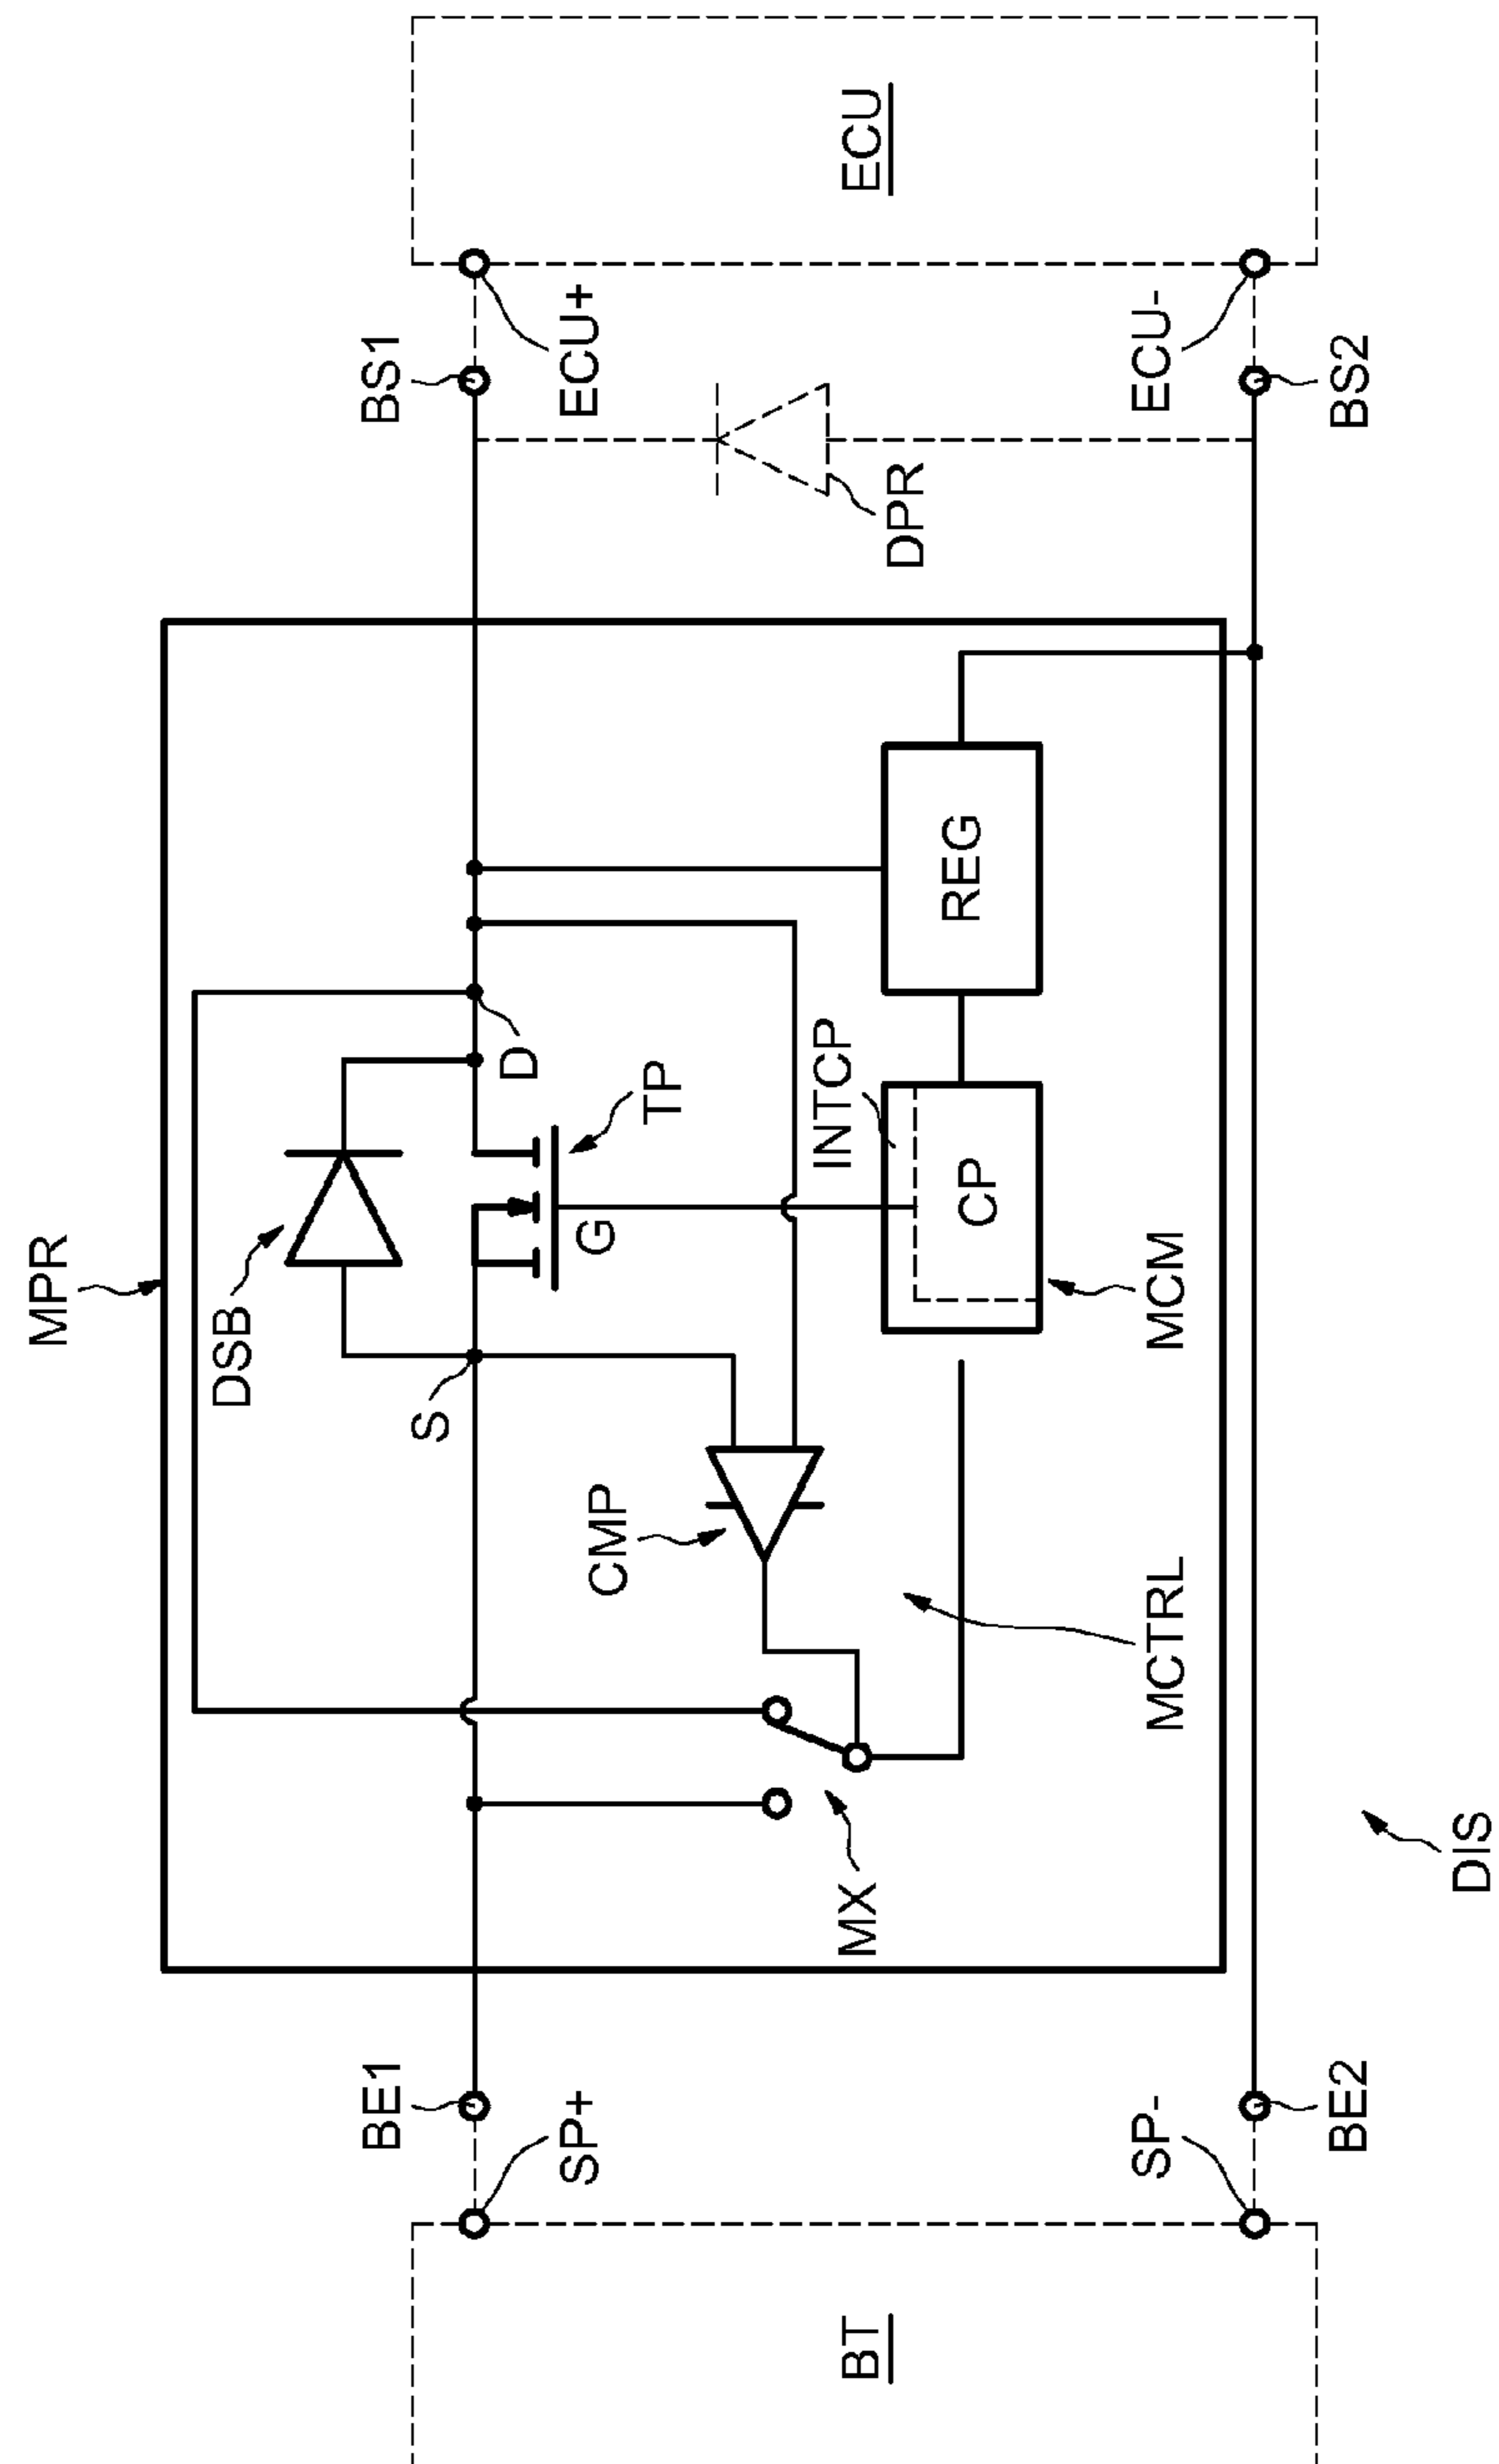 MPR
DSB
D
S
TP
G
CMP
INTCP
CP
REG
MX
MCTRL
MCM
BE1
SP+
SP-
BE2
BT
BS1
ECU+
ECU-
BS2
DPR
ECU
DIS